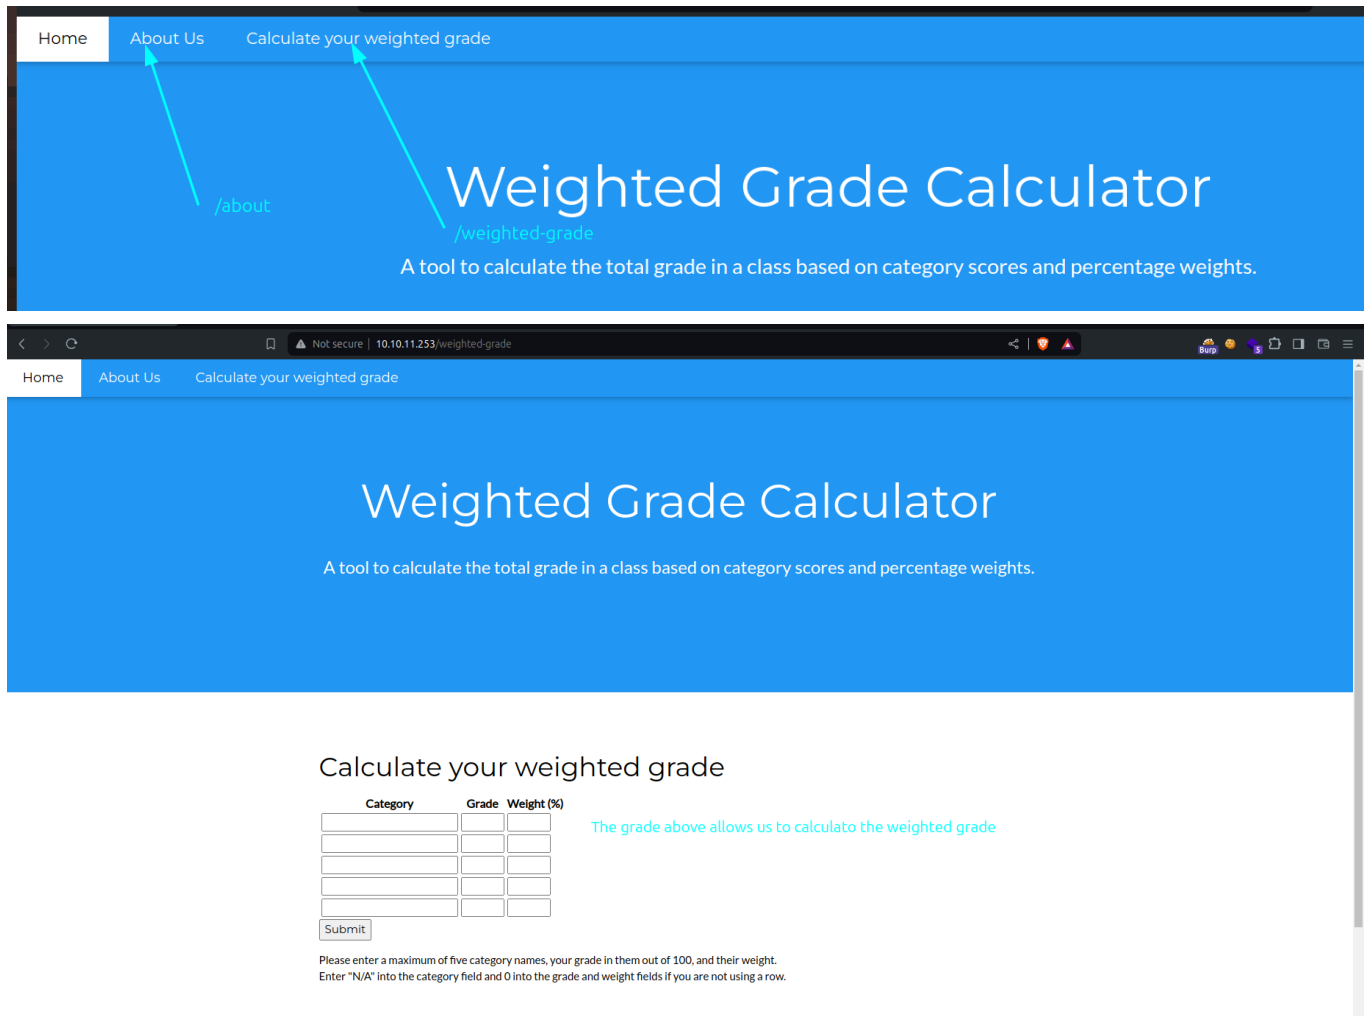 Home About Us Calculate your weighted grade
Weighted Grade Calculator
/about
/weighted-grade
A tool to calculate the total grade in a class based on category scores and percentage weights.
Not secure | 10.10.11.253/weighted-grade
Burp 5
Home About Us Calculate your weighted grade
Weighted Grade Calculator
A tool to calculate the total grade in a class based on category scores and percentage weights.
Calculate your weighted grade
Category Grade Weight (%)
The grade above allows us to calculato the weighted grade
Submit
Please enter a maximum of five category names, your grade in them out of 100, and their weight.
Enter "N/A" into the category field and 0 into the grade and weight fields if you are not using a row.